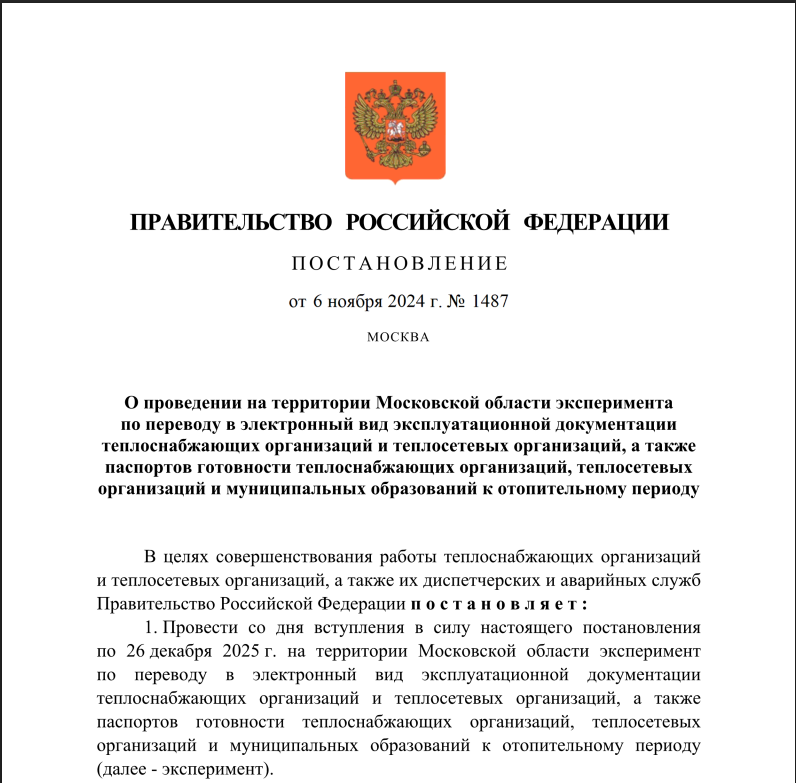 ПРАВИТЕЛЬСТВО РОССИЙСКОЙ ФЕДЕРАЦИИ
ПОСТАНОВЛЕНИЕ
от 6 ноября 2024 г. № 1487
МОСКВА
О проведении на территории Московской области эксперимента
по переводу в электронный вид эксплуатационной документации
теплоснабжающих организаций и теплосетевых организаций, а также
паспортов готовности теплоснабжающих организаций, теплосетевых
организаций и муниципальных образований к отопительному периоду
В целях совершенствования работы теплоснабжающих организаций
и теплосетевых организаций, а также их диспетчерских и аварийных служб
Правительство Российской Федерации постановляет:
1. Провести со дня вступления в силу настоящего постановления
по 26 декабря 2025 г. на территории Московской области эксперимент
по переводу в электронный вид эксплуатационной документации
теплоснабжающих организаций и теплосетевых организаций, а также
паспортов готовности теплоснабжающих организаций, теплосетевых
организаций и муниципальных образований к отопительному периоду
(далее - эксперимент).